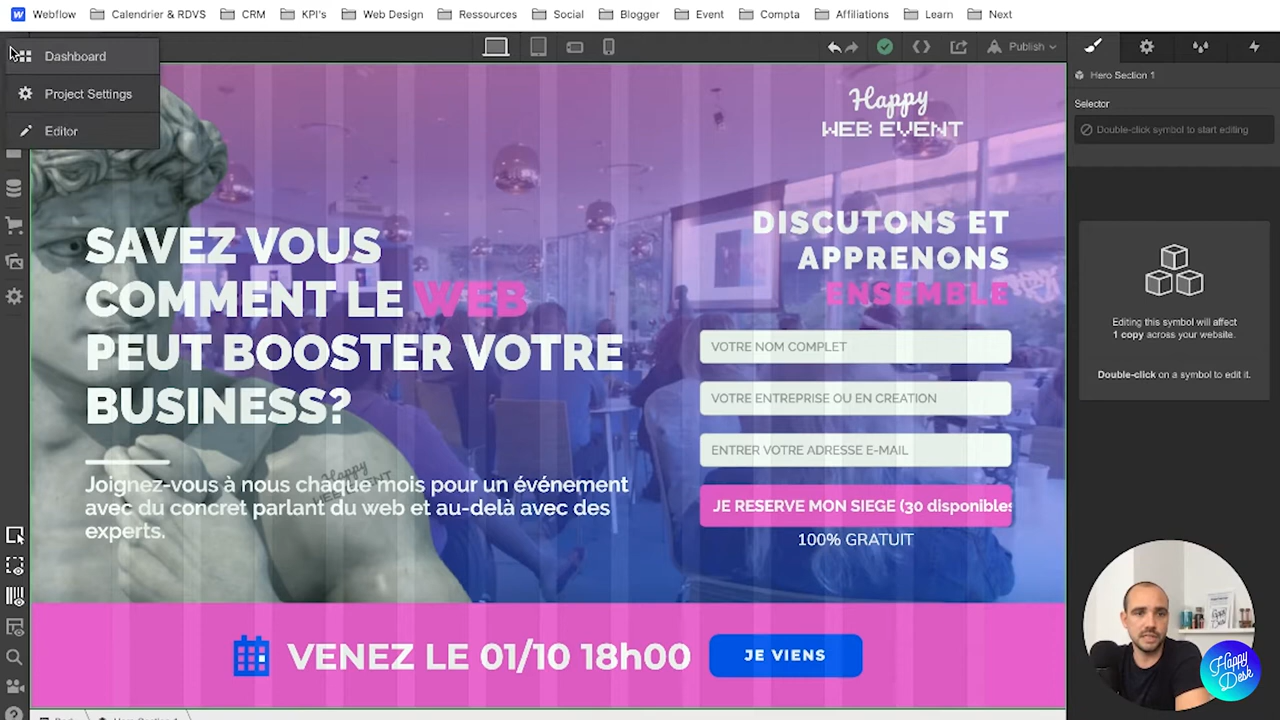 Webflow
Calendrier & RDVS
CRM
KPI's
Web Design
Ressources
Social
Blogger
Event
Compta
Affiliations
Learn
Next
Dashboard
Project Settings
Editor
Publish
Hero Section 1
Selector
Double-click symbol to start editing
Editing this symbol will affect
1 copy across your website.
Double-click on a symbol to edit it.
Happy
WEB EVENT
SAVEZ VOUS
COMMENT LE WEB
PEUT BOOSTER VOTRE
BUSINESS?
Joignez-vous à nous chaque mois pour un événement
avec du concret parlant du web et au-delà avec des
experts.
Happy
WEB EVENT
DISCUTONS ET
APPRENONS
ENSEMBLE
VOTRE NOM COMPLET
VOTRE ENTREPRISE OU EN CREATION
ENTRER VOTRE ADRESSE E-MAIL
JE RESERVE MON SIEGE (30 disponibles
100% GRATUIT
VENEZ LE 01/10 18h00
JE VIENS
Happy
Desk